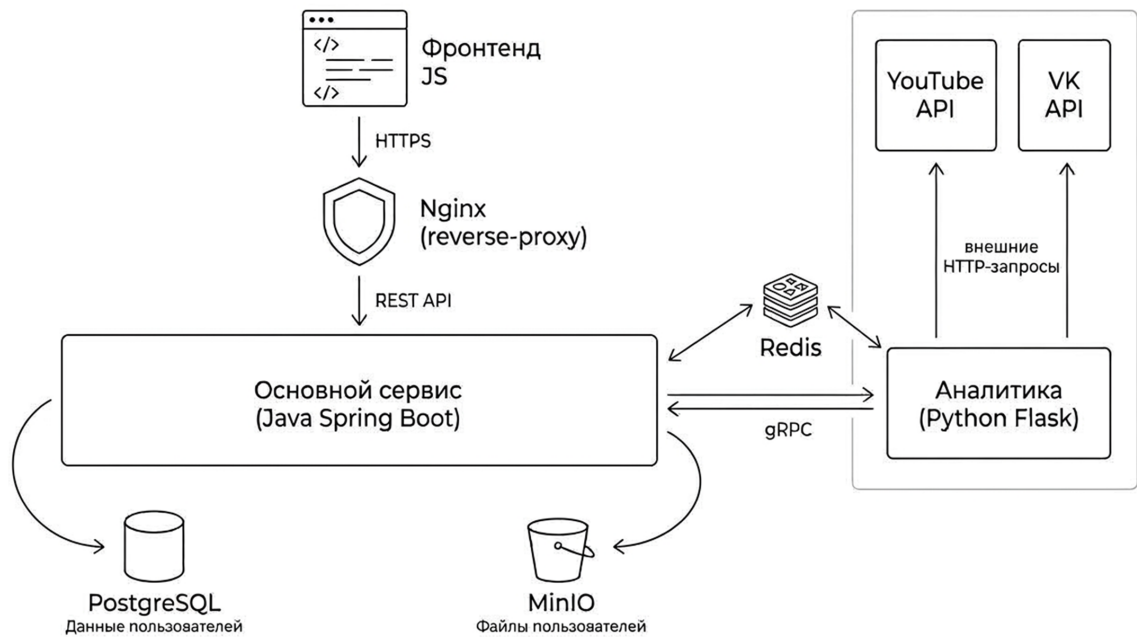 </>
</>
Фронтенд
JS
HTTPS
Nginx
(reverse-proxy)
REST API
Основной сервис
(Java Spring Boot)
PostgreSQL
Данные пользователей
MinIO
Файлы пользователей
Redis
gRPC
YouTube
API
VK
API
внешние
HTTP-запросы
Аналитика
(Python Flask)